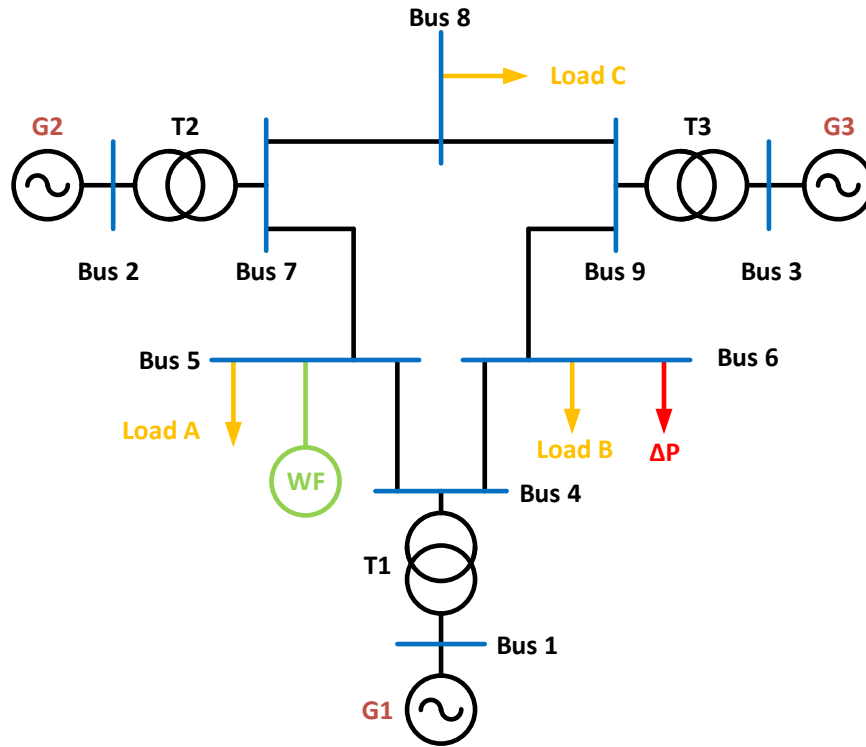 Bus 8
Load C
G2
T2
T3
G3
Bus 2
Bus 7
Bus 9
Bus 3
Bus 5
Bus 6
Load A
WF
Load B
ΔP
Bus 4
T1
Bus 1
G1